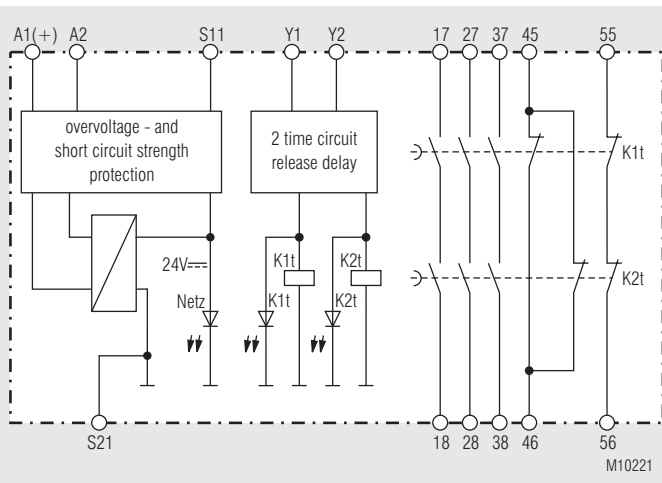 A1(+) A2 S11 Y1 Y2 17 27 37 45 55
overvoltage - and
short circuit strength
protection
2 time circuit
release delay
K1t
24V
K1t K2t
K2t
Netz K1t K2t
S21 18 28 38 46 56
M10221